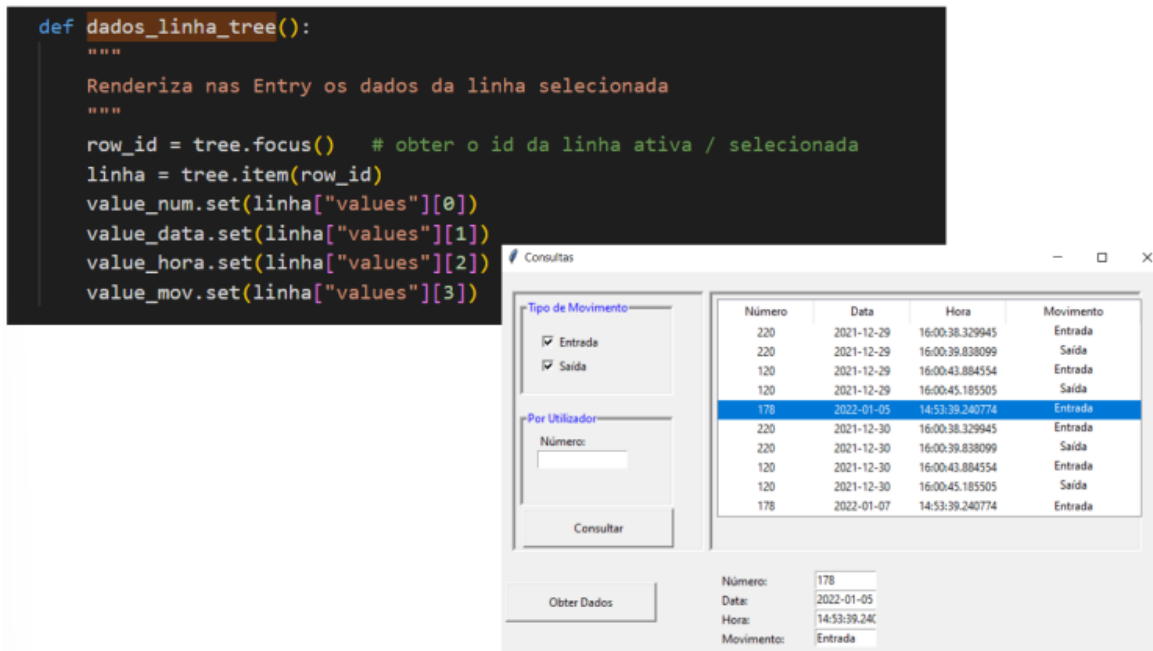 def dados_linha_tree():
"""
Renderiza nas Entry os dados da linha selecionada
"""
row_id = tree.focus()   # obter o id da linha ativa / selecionada
linha = tree.item(row_id)
value_num.set(linha["values"][0])
value_data.set(linha["values"][1])
value_hora.set(linha["values"][2])
value_mov.set(linha["values"][3])
Consultas
Tipo de Movimento
Entrada
Saída
Por Utilizador
Número:
Consultar
Número Data Hora Movimento
220 2021-12-29 16:00:38.329945 Entrada
220 2021-12-29 16:00:39.838099 Saída
120 2021-12-29 16:00:43.884554 Entrada
120 2021-12-29 16:00:45.185505 Saída
178 2022-01-05 14:53:39.240774 Entrada
220 2021-12-30 16:00:38.329945 Entrada
220 2021-12-30 16:00:39.838099 Saída
120 2021-12-30 16:00:43.884554 Entrada
120 2021-12-30 16:00:45.185505 Saída
178 2022-01-07 14:53:39.240774 Entrada
Obter Dados
Número: 178
Data: 2022-01-05
Hora: 14:53:39.240
Movimento: Entrada